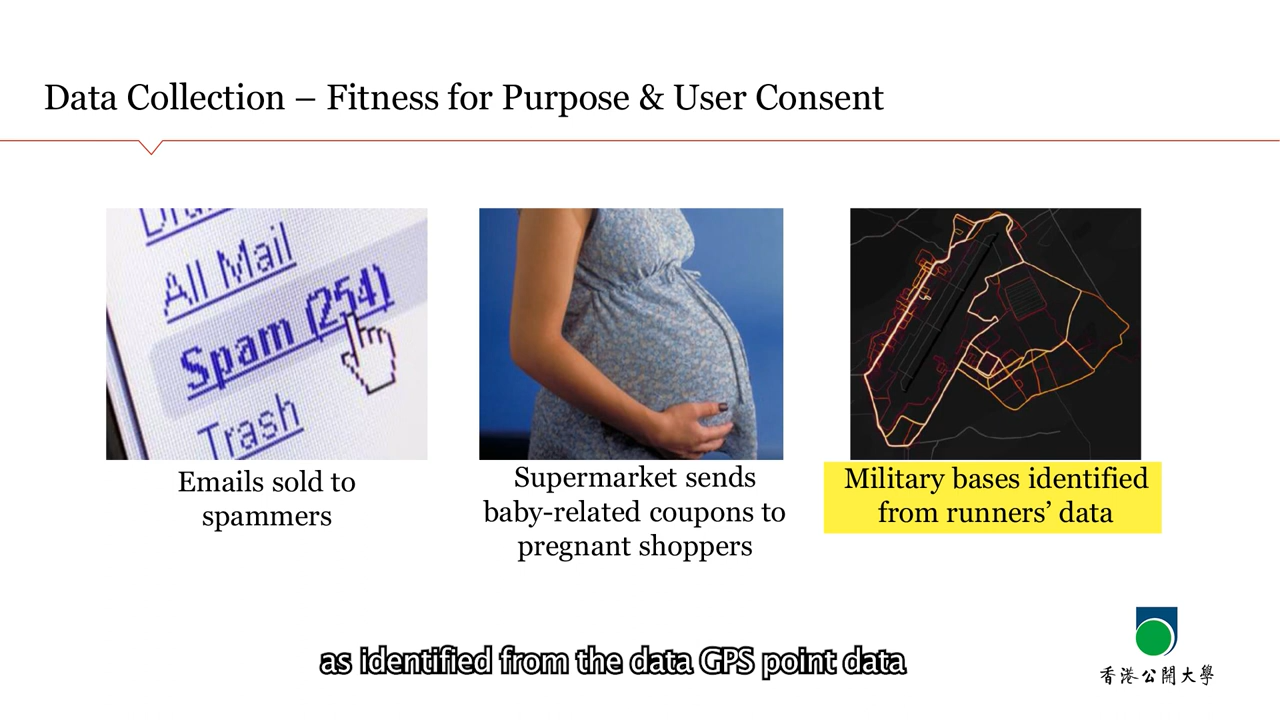 Data Collection – Fitness for Purpose & User Consent
All Mail
Spam (254)
Trash
Emails sold to
spammers
Supermarket sends
baby-related coupons to
pregnant shoppers
Military bases identified
from runners’ data
as identified from the data GPS point data
香港公開大學